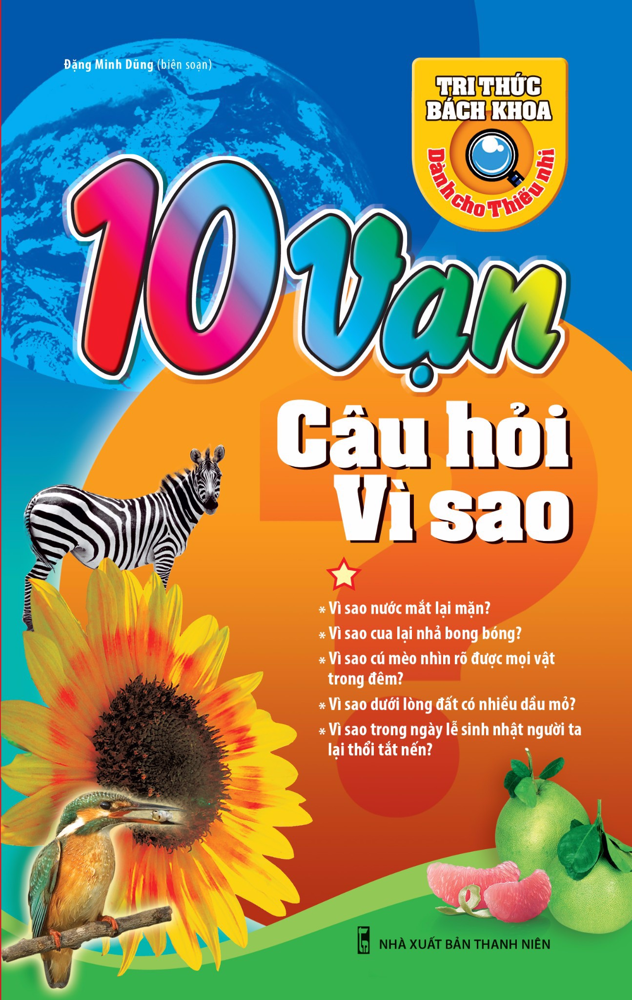 Đặng Minh Dũng (biên soạn)
TRI THỨC
BÁCH KHOA
Dành cho Thiếu nhi
10 vạn
Câu hỏi
Vì sao
* Vì sao nước mắt lại mặn?
* Vì sao cua lại nhả bong bóng?
* Vì sao cú mèo nhìn rõ được mọi vật
trong đêm?
* Vì sao dưới lòng đất có nhiều dầu mỏ?
* Vì sao trong ngày lễ sinh nhật người ta
lại thổi tắt nến?
NHÀ XUẤT BẢN THANH NIÊN